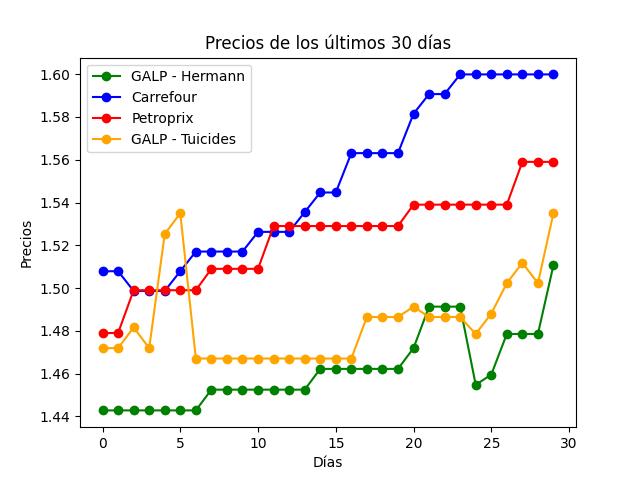 Precios de los últimos 30 días
GALP - Hermann
Carrefour
Petroprix
GALP - Tuicides
1.60
1.58
1.56
1.54
1.52
1.50
1.48
1.46
1.44
Precios
0 5 10 15 20 25 30
Días